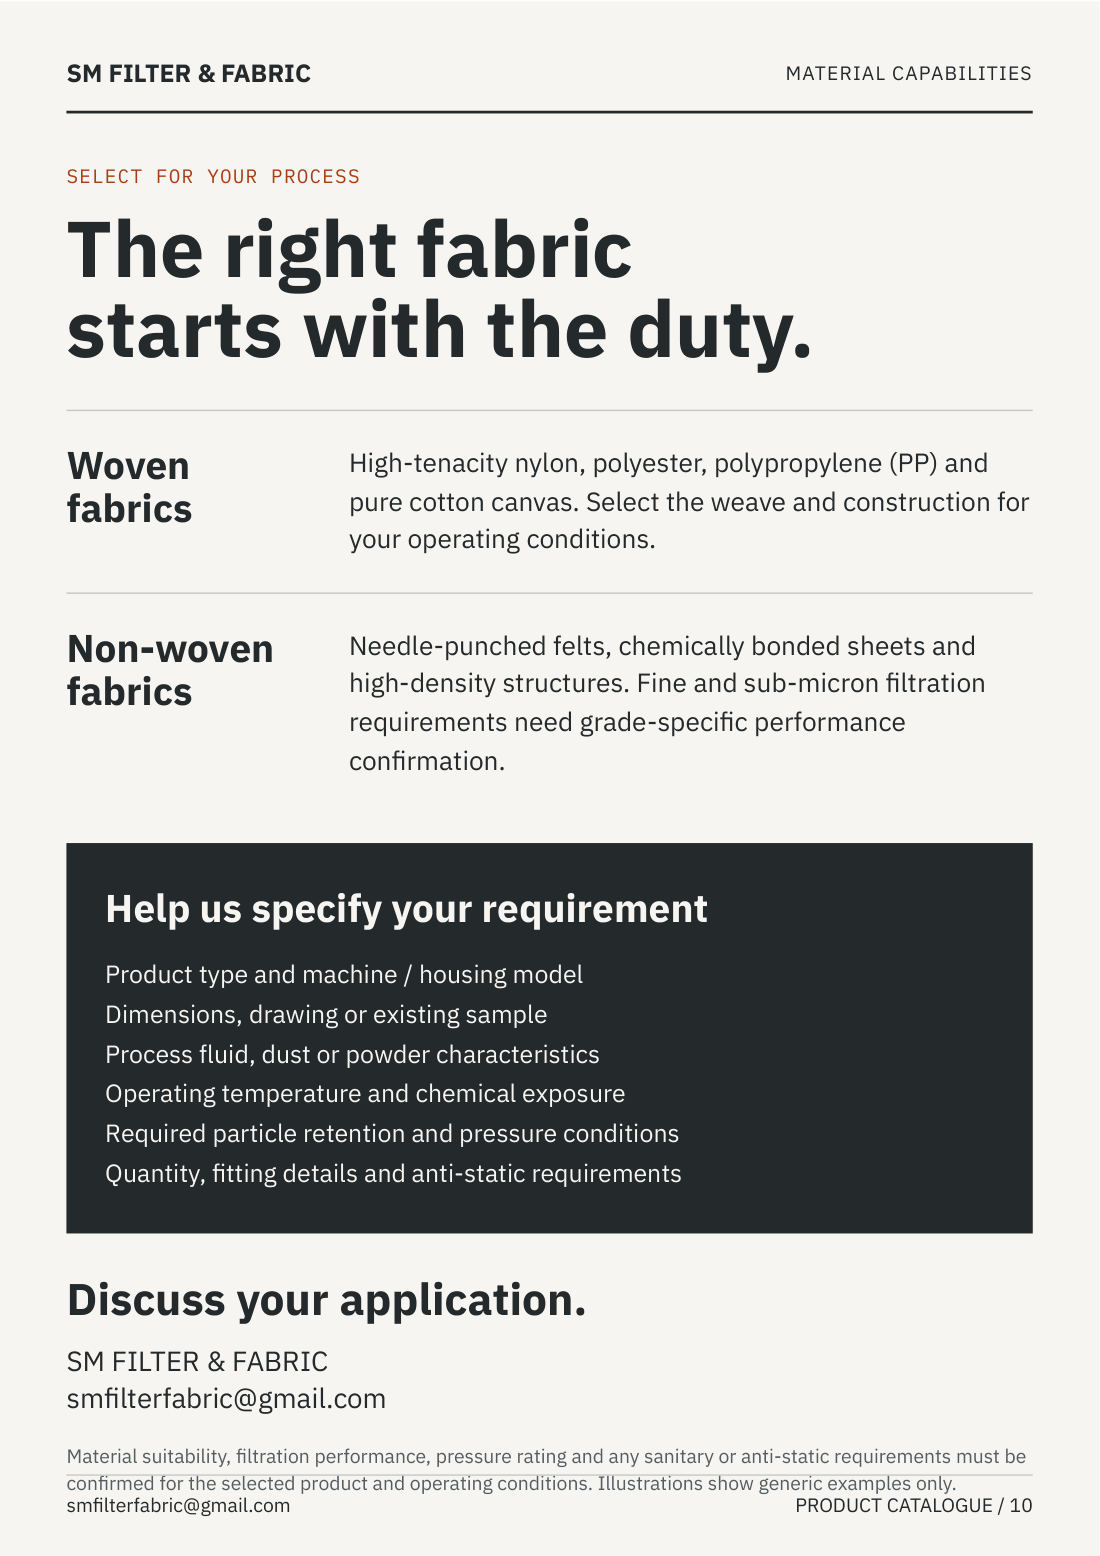 SM FILTER & FABRIC
MATERIAL CAPABILITIES
SELECT FOR YOUR PROCESS
The right fabric
starts with the duty.
Woven
fabrics
High-tenacity nylon, polyester, polypropylene (PP) and
pure cotton canvas. Select the weave and construction for
your operating conditions.
Non-woven
fabrics
Needle-punched felts, chemically bonded sheets and
high-density structures. Fine and sub-micron filtration
requirements need grade-specific performance
confirmation.
Help us specify your requirement
Product type and machine / housing model
Dimensions, drawing or existing sample
Process fluid, dust or powder characteristics
Operating temperature and chemical exposure
Required particle retention and pressure conditions
Quantity, fitting details and anti-static requirements
Discuss your application.
SM FILTER & FABRIC
smfilterfabric@gmail.com
Material suitability, filtration performance, pressure rating and any sanitary or anti-static requirements must be
confirmed for the selected product and operating conditions. Illustrations show generic examples only.
smfilterfabric@gmail.com
PRODUCT CATALOGUE / 10